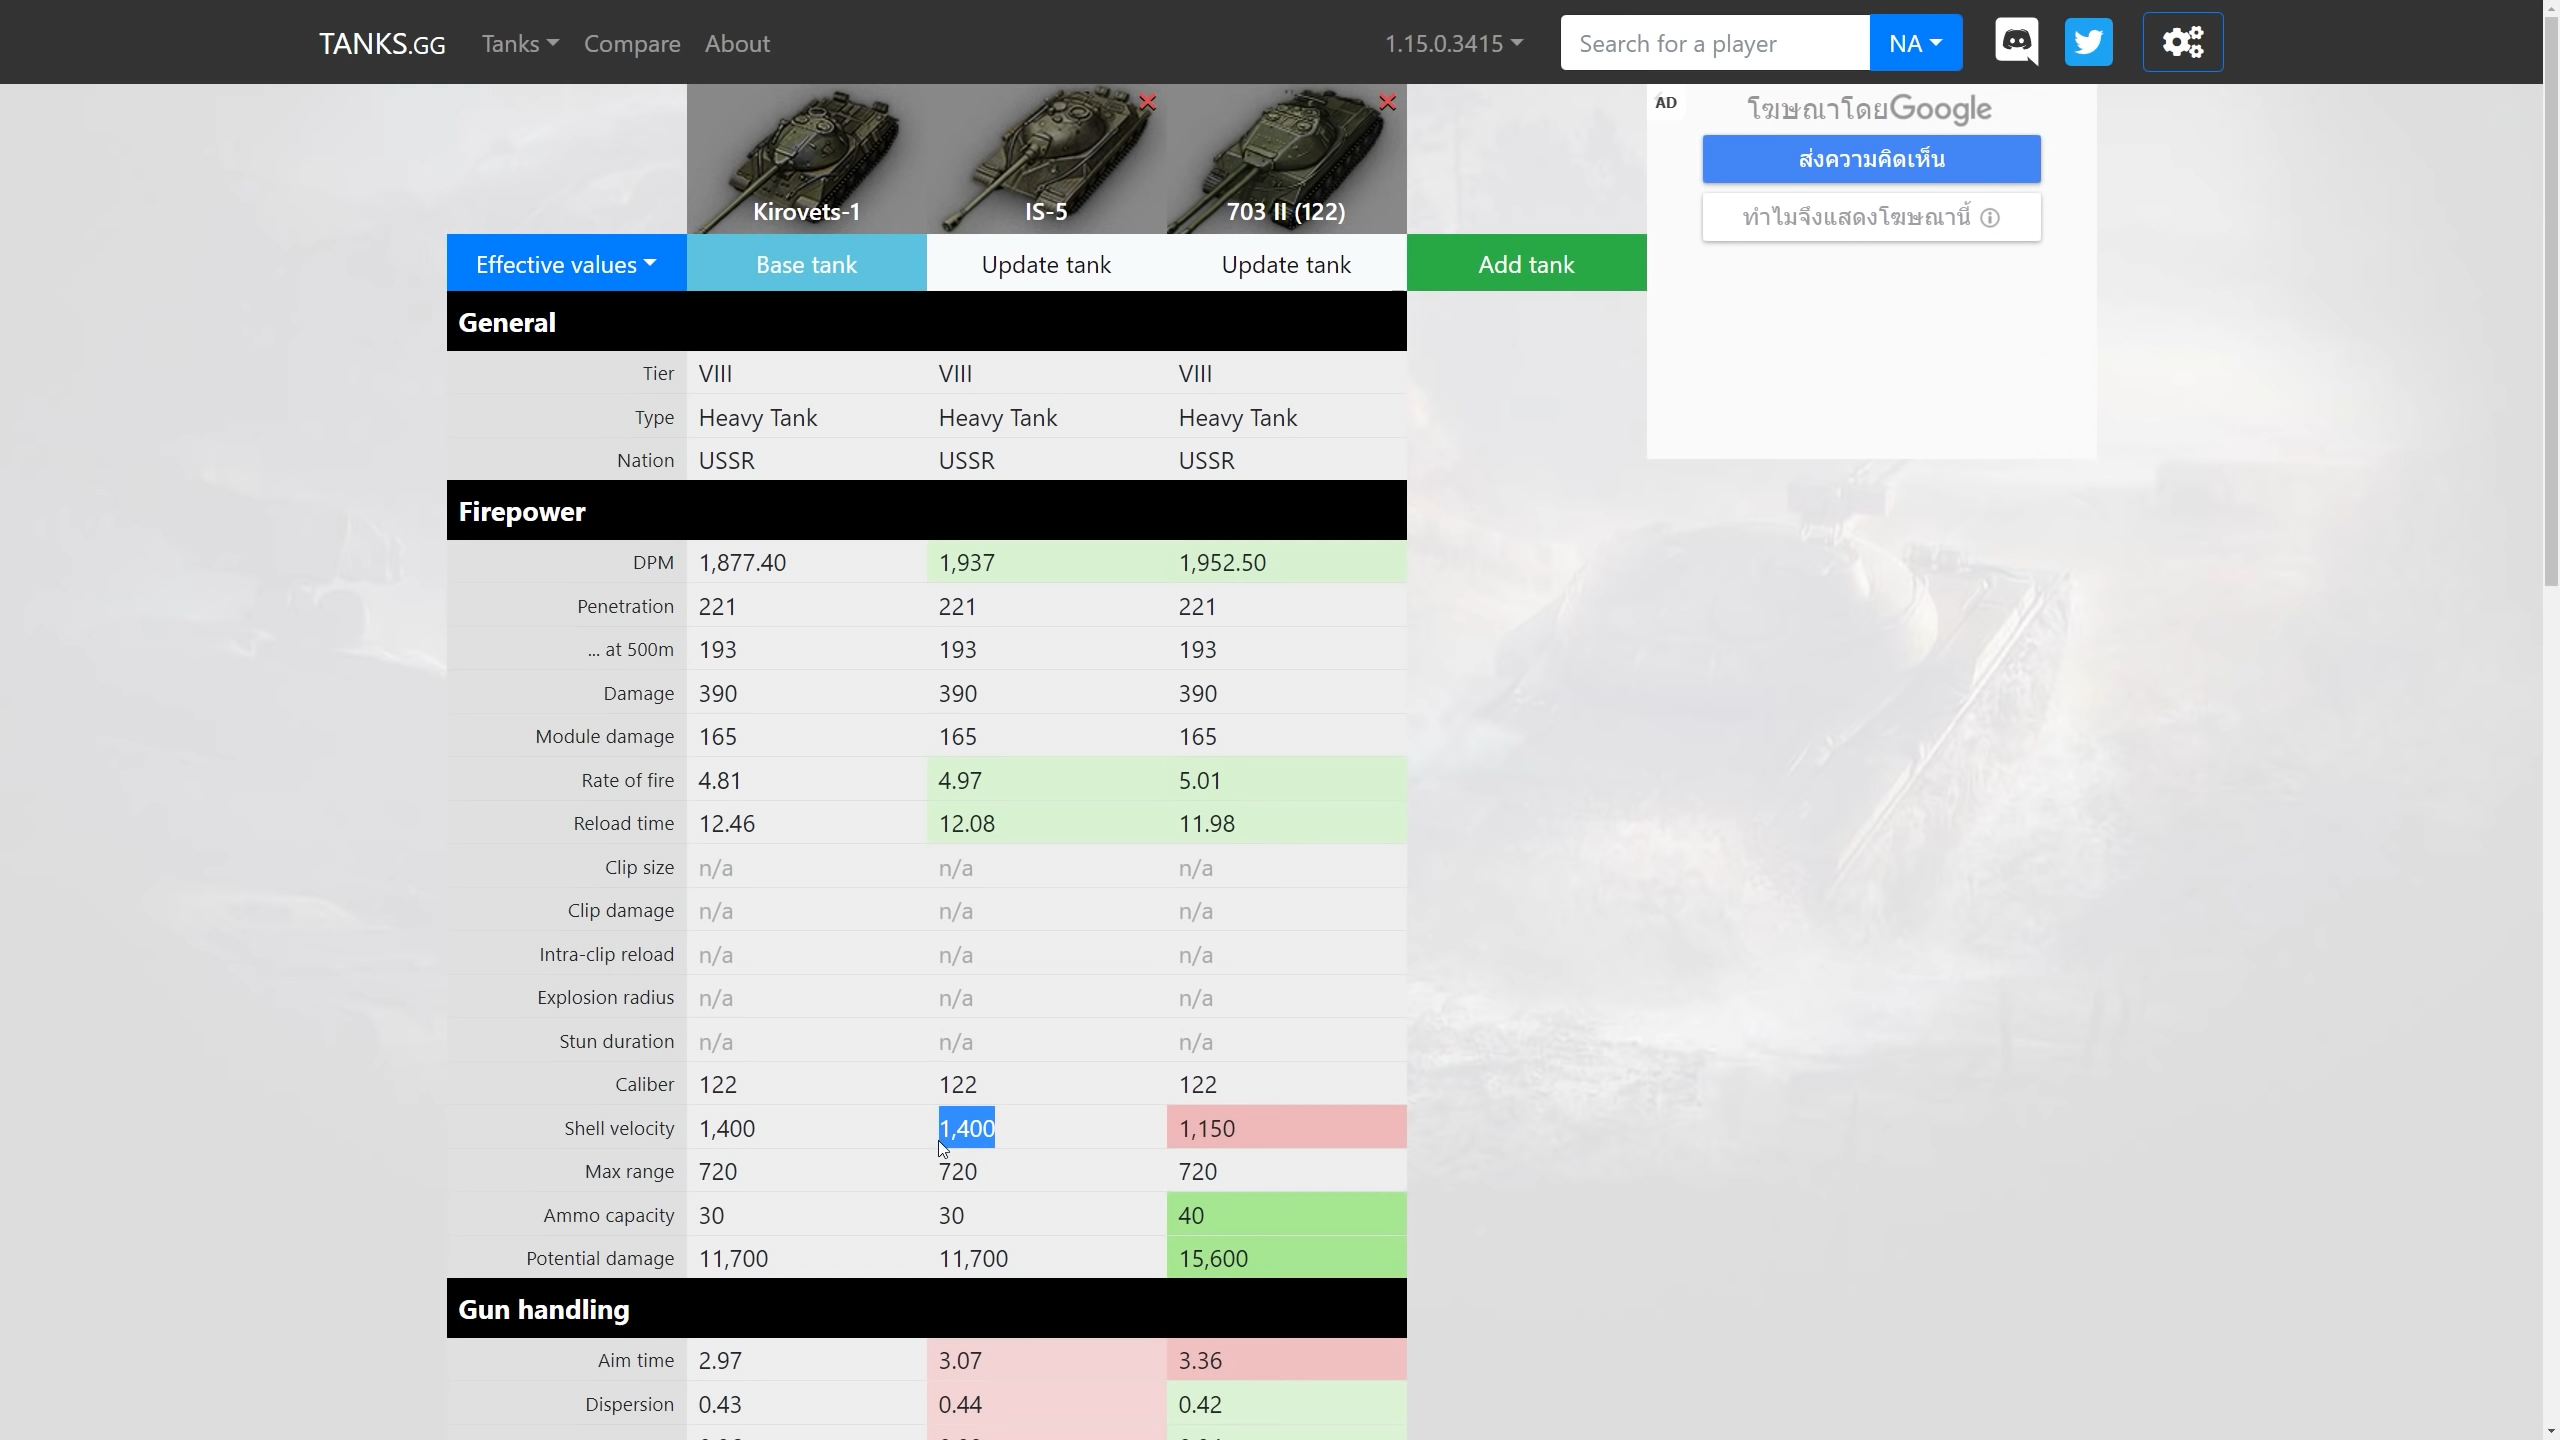 TANKS.GG Tanks Compare About 1.15.0.3415 Search for a player NA
Kirovets-1 IS-5 703 II (122)
AD
โฆษณาโดยGoogle
ส่งความคิดเห็น
ทำไมจึงแสดงโฆษณานี้
Effective values Base tank Update tank Update tank Add tank
General
Tier VIII VIII VIII
Type Heavy Tank Heavy Tank Heavy Tank
Nation USSR USSR USSR
Firepower
DPM 1,877.40 1,937 1,952.50
Penetration 221 221 221
... at 500m 193 193 193
Damage 390 390 390
Module damage 165 165 165
Rate of fire 4.81 4.97 5.01
Reload time 12.46 12.08 11.98
Clip size n/a n/a n/a
Clip damage n/a n/a n/a
Intra-clip reload n/a n/a n/a
Explosion radius n/a n/a n/a
Stun duration n/a n/a n/a
Caliber 122 122 122
Shell velocity 1,400 1,400 1,150
Max range 720 720 720
Ammo capacity 30 30 40
Potential damage 11,700 11,700 15,600
Gun handling
Aim time 2.97 3.07 3.36
Dispersion 0.43 0.44 0.42